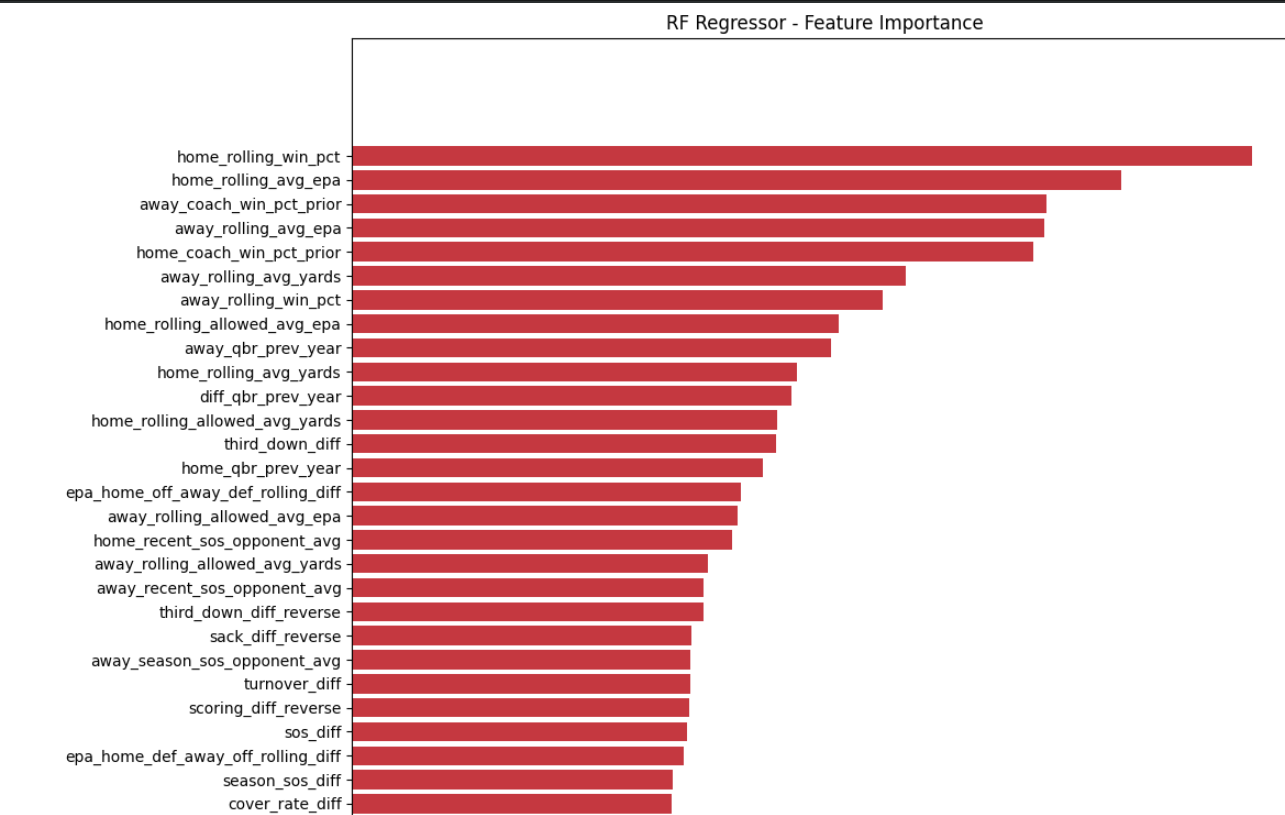 RF Regressor - Feature Importance
home_rolling_win_pct
home_rolling_avg_epa
away_coach_win_pct_prior
away_rolling_avg_epa
home_coach_win_pct_prior
away_rolling_avg_yards
away_rolling_win_pct
home_rolling_allowed_avg_epa
away_qbr_prev_year
home_rolling_avg_yards
diff_qbr_prev_year
home_rolling_allowed_avg_yards
third_down_diff
home_qbr_prev_year
epa_home_off_away_def_rolling_diff
away_rolling_allowed_avg_epa
home_recent_sos_opponent_avg
away_rolling_allowed_avg_yards
away_recent_sos_opponent_avg
third_down_diff_reverse
sack_diff_reverse
away_season_sos_opponent_avg
turnover_diff
scoring_diff_reverse
sos_diff
epa_home_def_away_off_rolling_diff
season_sos_diff
cover_rate_diff